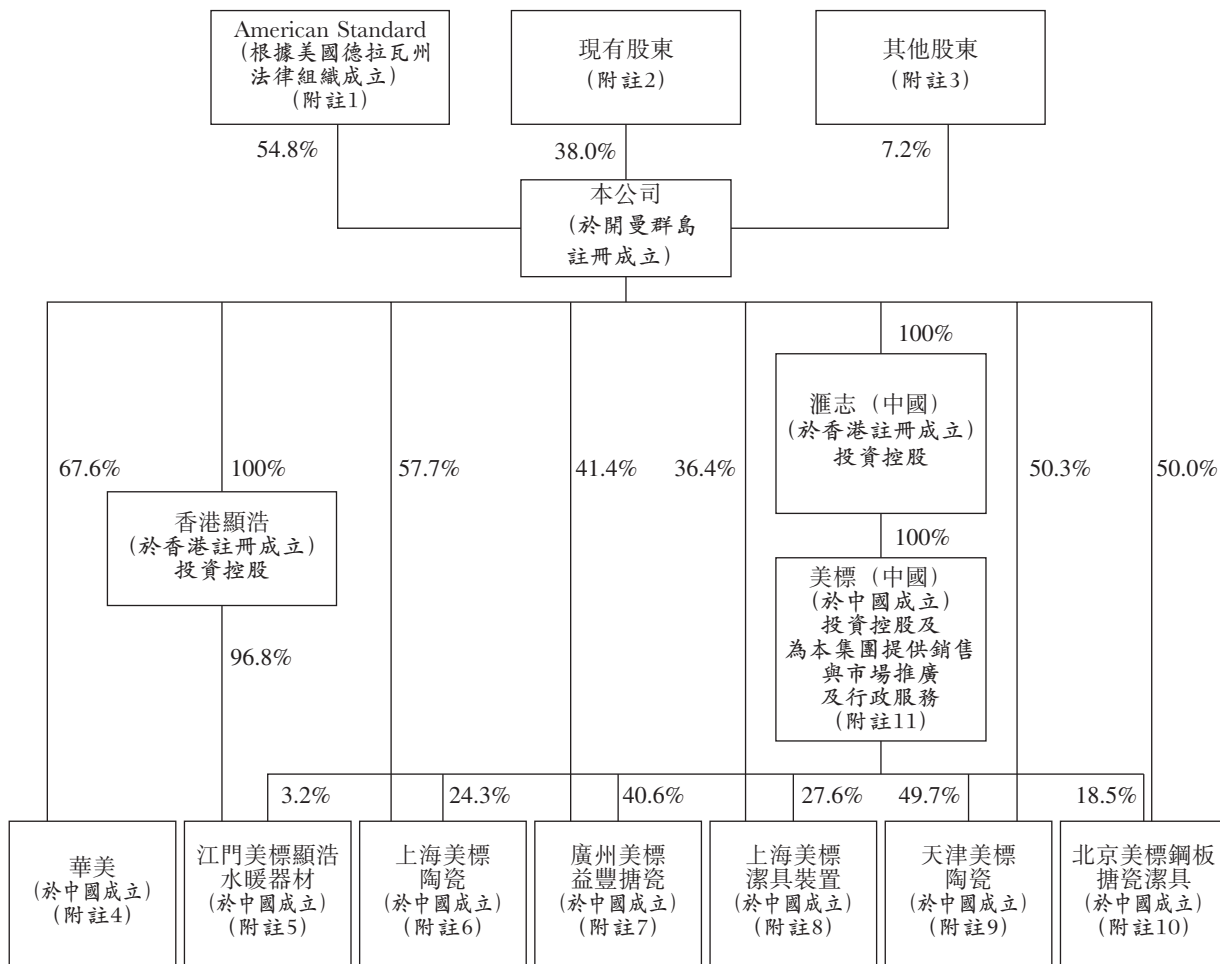 American Standard
(根據美國德拉瓦州
法律組織成立)
(附註1)
現有股東
(附註2)
其他股東
(附註3)
54.8%
38.0%
7.2%
本公司
(於開曼群島
註冊成立)
100%
滙志(中國)
(於香港註冊成立)
投資控股
67.6%
100%
57.7%
41.4%
36.4%
50.3%
50.0%
香港顯浩
(於香港註冊成立)
投資控股
100%
美標(中國)
(於中國成立)
投資控股及
為本集團提供銷售
與市場推廣
及行政服務
(附註11)
96.8%
3.2%
24.3%
40.6%
27.6%
49.7%
18.5%
華美
(於中國成立)
(附註4)
江門美標顯浩
水暖器材
(於中國成立)
(附註5)
上海美標
陶瓷
(於中國成立)
(附註6)
廣州美標
益豐搪瓷
(於中國成立)
(附註7)
上海美標
潔具裝置
(於中國成立)
(附註8)
天津美標
陶瓷
(於中國成立)
(附註9)
北京美標鋼板
搪瓷潔具
(於中國成立)
(附註10)